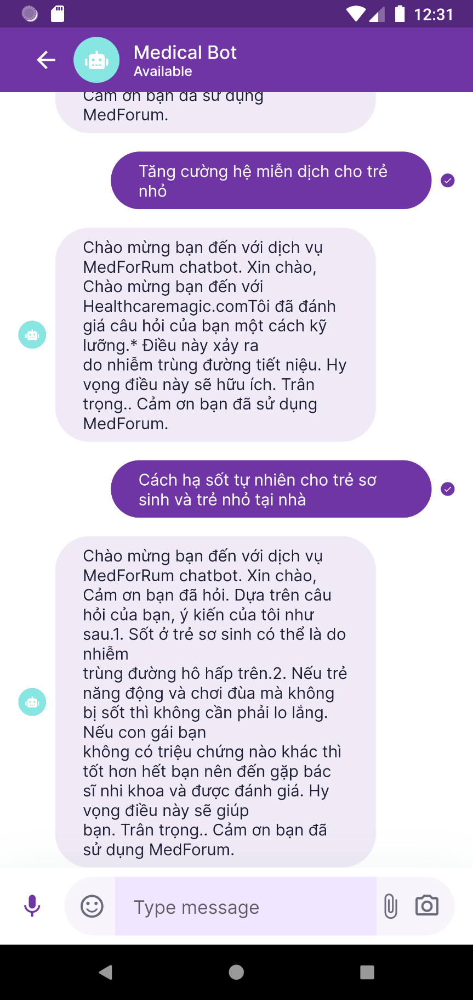 12:31
Medical Bot
Available
Cảm ơn bạn đã sử dụng
MedForum.
Tăng cường hệ miễn dịch cho trẻ
nhỏ
Chào mừng bạn đến với dịch vụ
MedForRum chatbot. Xin chào,
Chào mừng bạn đến với
Healthcaremagic.comTôi đã đánh
giá câu hỏi của bạn một cách kỹ
lưỡng.* Điều này xảy ra
do nhiễm trùng đường tiết niệu. Hy
vọng điều này sẽ hữu ích. Trân
trọng.. Cảm ơn bạn đã sử dụng
MedForum.
Cách hạ sốt tự nhiên cho trẻ sơ
sinh và trẻ nhỏ tại nhà
Chào mừng bạn đến với dịch vụ
MedForRum chatbot. Xin chào,
Cảm ơn bạn đã hỏi. Dựa trên câu
hỏi của bạn, ý kiến của tôi như
sau.1. Sốt ở trẻ sơ sinh có thể là do
nhiễm
trùng đường hô hấp trên.2. Nếu trẻ
năng động và chơi đùa mà không
bị sốt thì không cần phải lo lắng.
Nếu con gái bạn
không có triệu chứng nào khác thì
tốt hơn hết bạn nên đến gặp bác
sĩ nhi khoa và được đánh giá. Hy
vọng điều này sẽ giúp
bạn. Trân trọng.. Cảm ơn bạn đã
sử dụng MedForum.
Type message